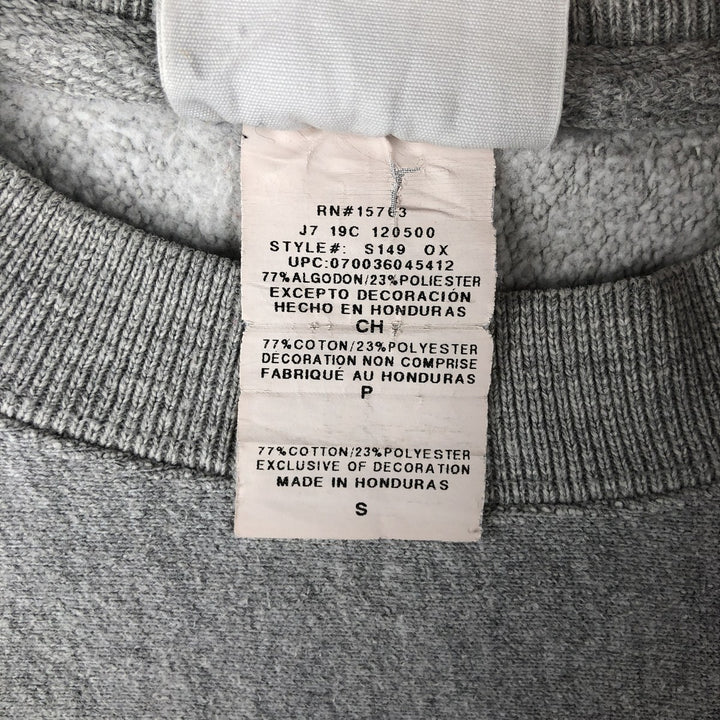 RN#15763
J7 19C 120500
STYLE#: S149 OX
UPC:070036045412
77%ALGODON/23%POLIESTER
EXCEPTO DECORACIÓN
HECHO EN HONDURAS
CH
77%COTON/23%POLYESTER
DECORATION NON COMPRISE
FABRIQUÉ AU HONDURAS
P
77%COTTON/23%POLYESTER
EXCLUSIVE OF DECORATION
MADE IN HONDURAS
S